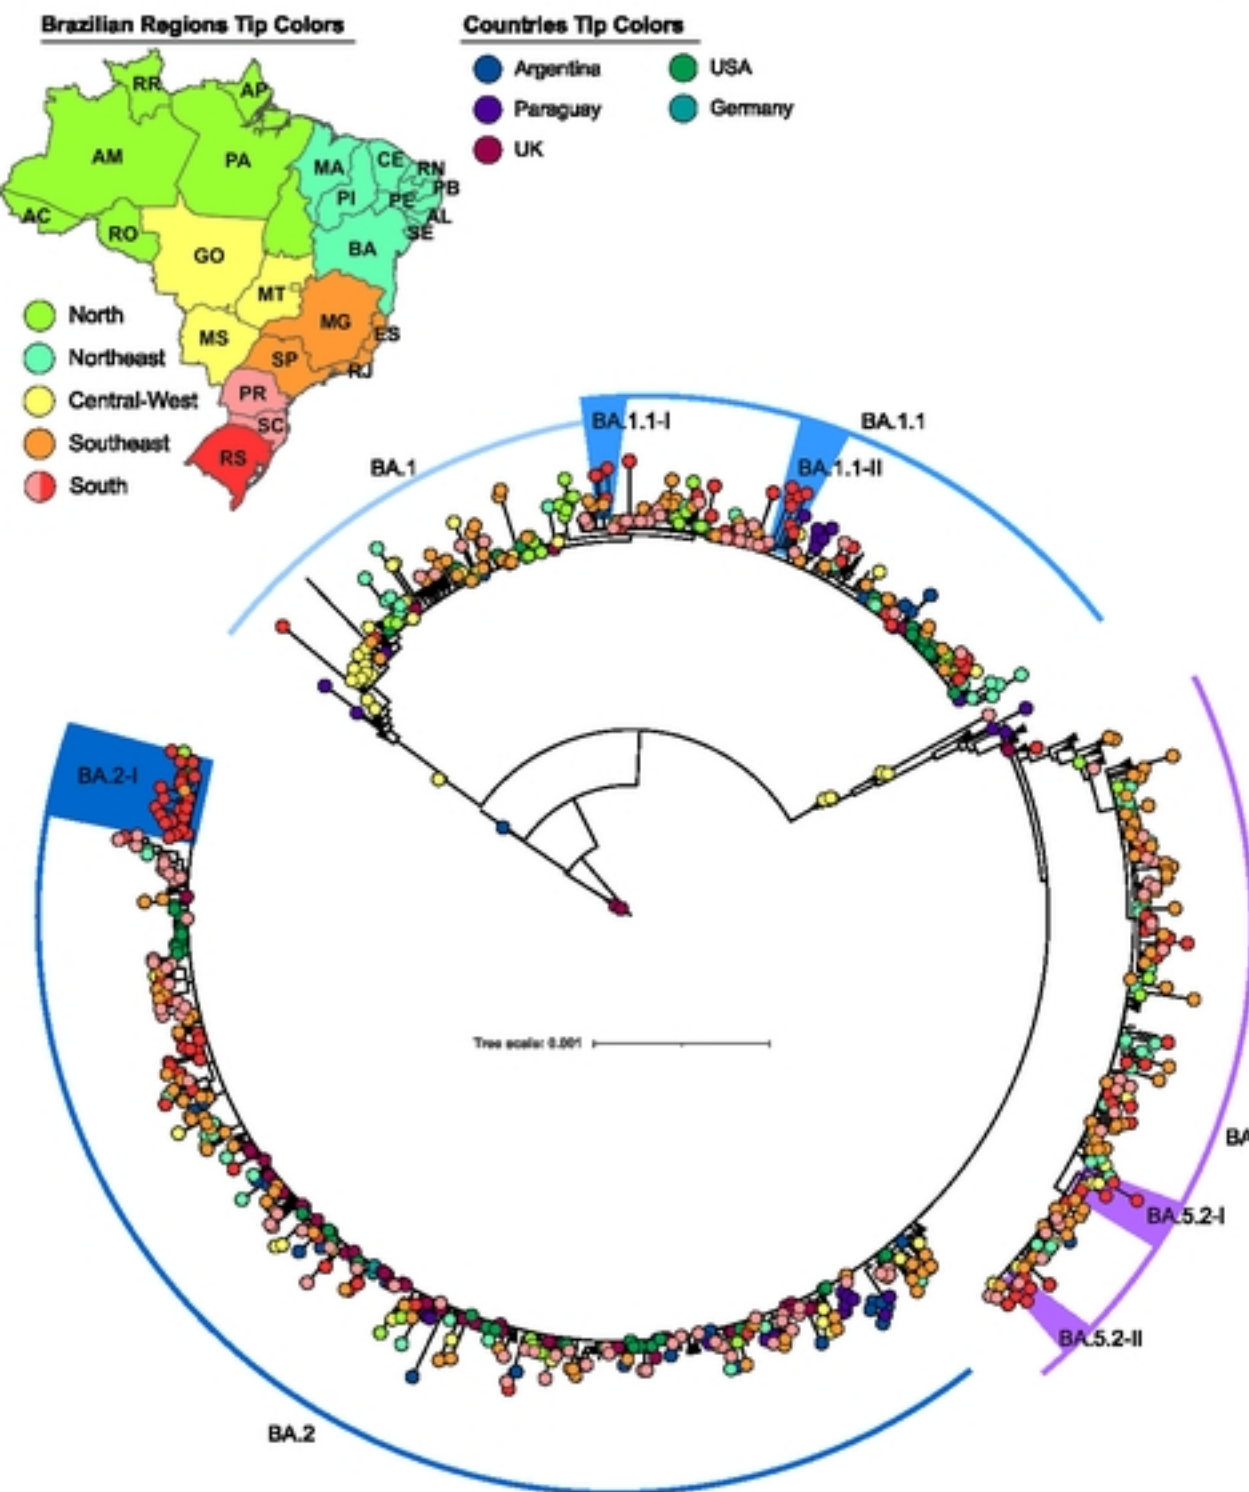 Brazilian Regions Tip Colors
Countries Tip Colors
Argentina
USA
Paraguay
Germany
UK
RR
AP
AM
PA
MA
CE
RN
PB
PI
PE
AL
AC
SE
RO
GO
BA
MT
MG
ES
MS
SP
RJ
PR
SC
RS
North
Northeast
Central-West
Southeast
South
BA.1
BA.1.1-I
BA.1.1
BA.1.1-II
BA.2-I
Tree scale: 0.001
BA
BA.5.2-I
BA.5.2-II
BA.2